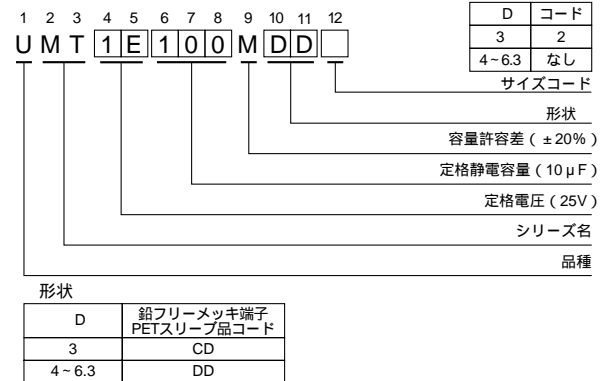 1 2 3 4 5 6 7 8 9 10 11 12
U M T 1 E 1 0 0 M D D
D コード
3 2
4~6.3 なし
サイズコード
形状
容量許容差(±20%)
定格静電容量(10μF)
定格電圧(25V)
シリーズ名
品種
形状
D 鉛フリーメッキ端子
PETスリーブ品コード
3 CD
4~6.3 DD